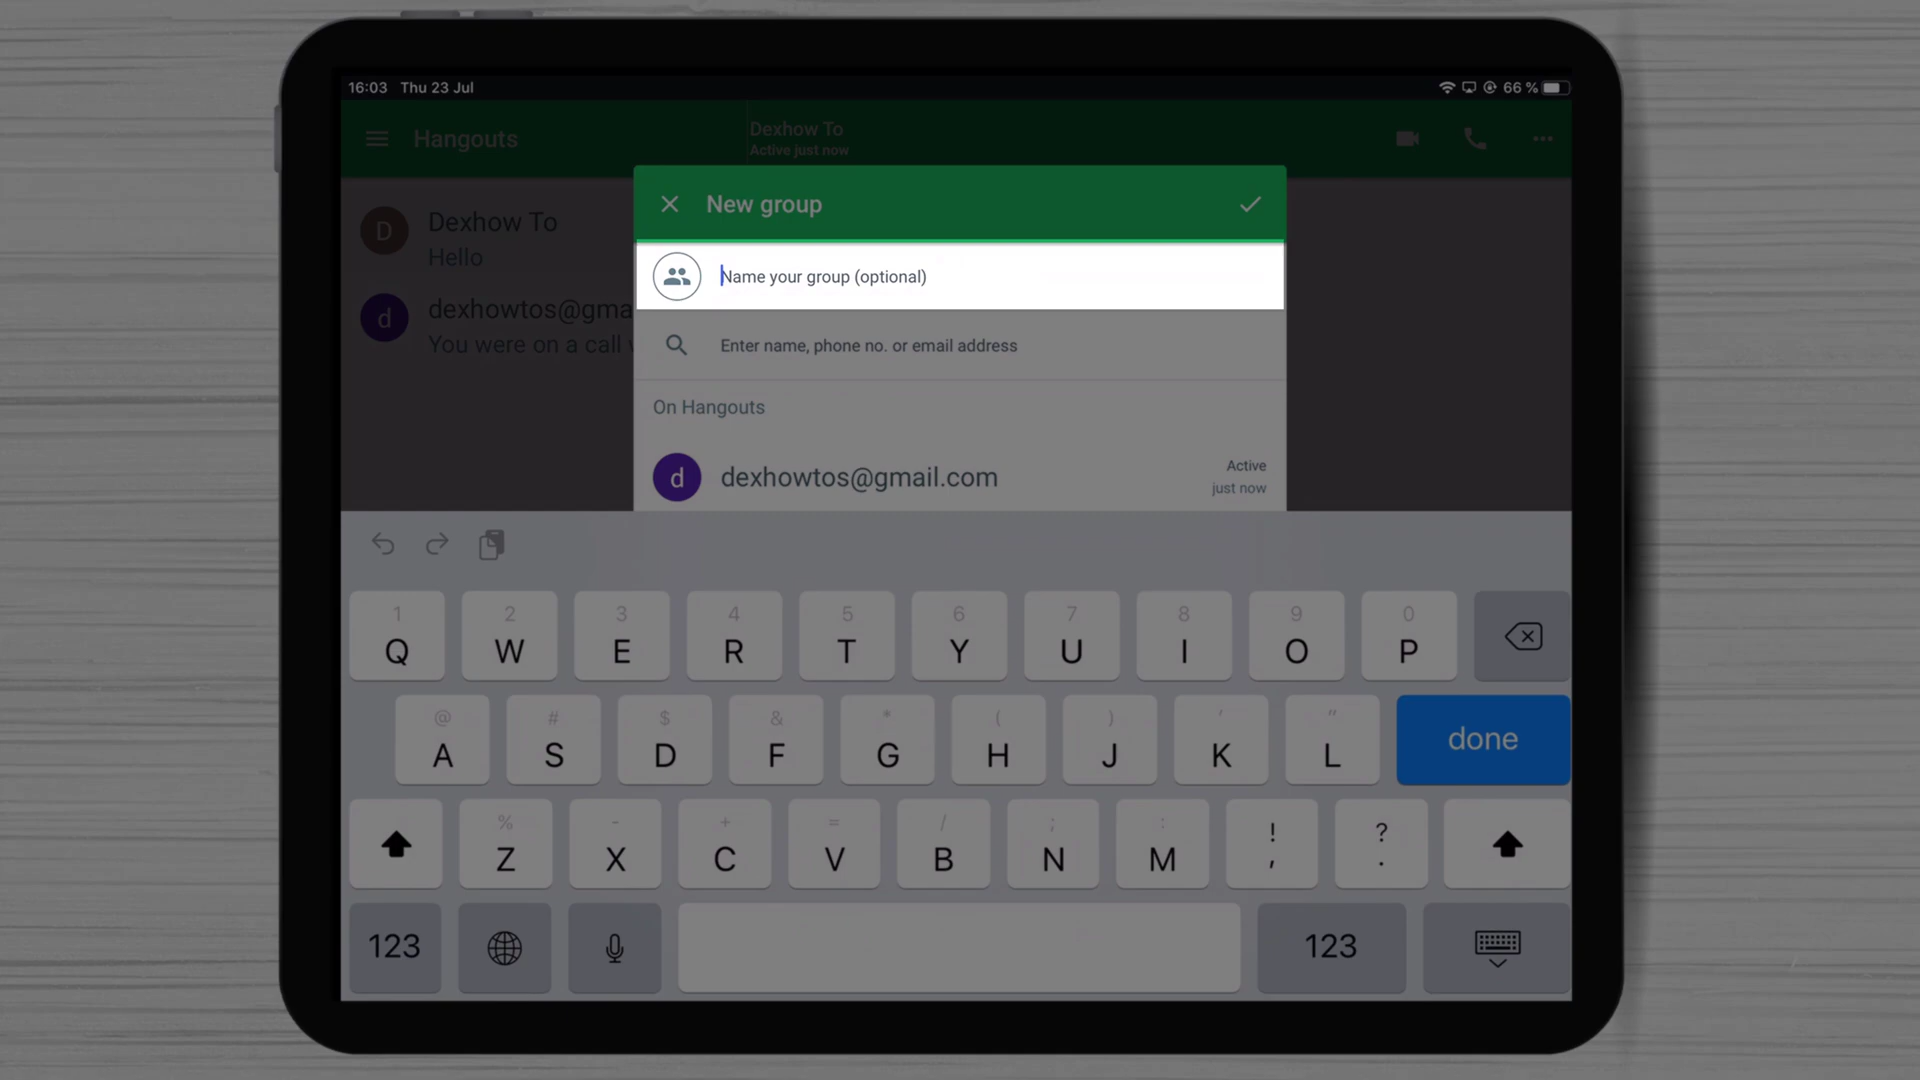 16:03 Thu 23 Jul
66 %
Hangouts
Dexhow To
Active just now
New group
D
Dexhow To
Hello
Name your group (optional)
d
dexhowtos@gma
You were on a call
Enter name, phone no. or email address
On Hangouts
d
dexhowtos@gmail.com
Active
just now
1 2 3 4 5 6 7 8 9 0
Q W E R T Y U I O P
@ # $ & * ( ) ' "
A S D F G H J K L
done
% - + = / ; : ! ?
Z X C V B N M , .
123
123